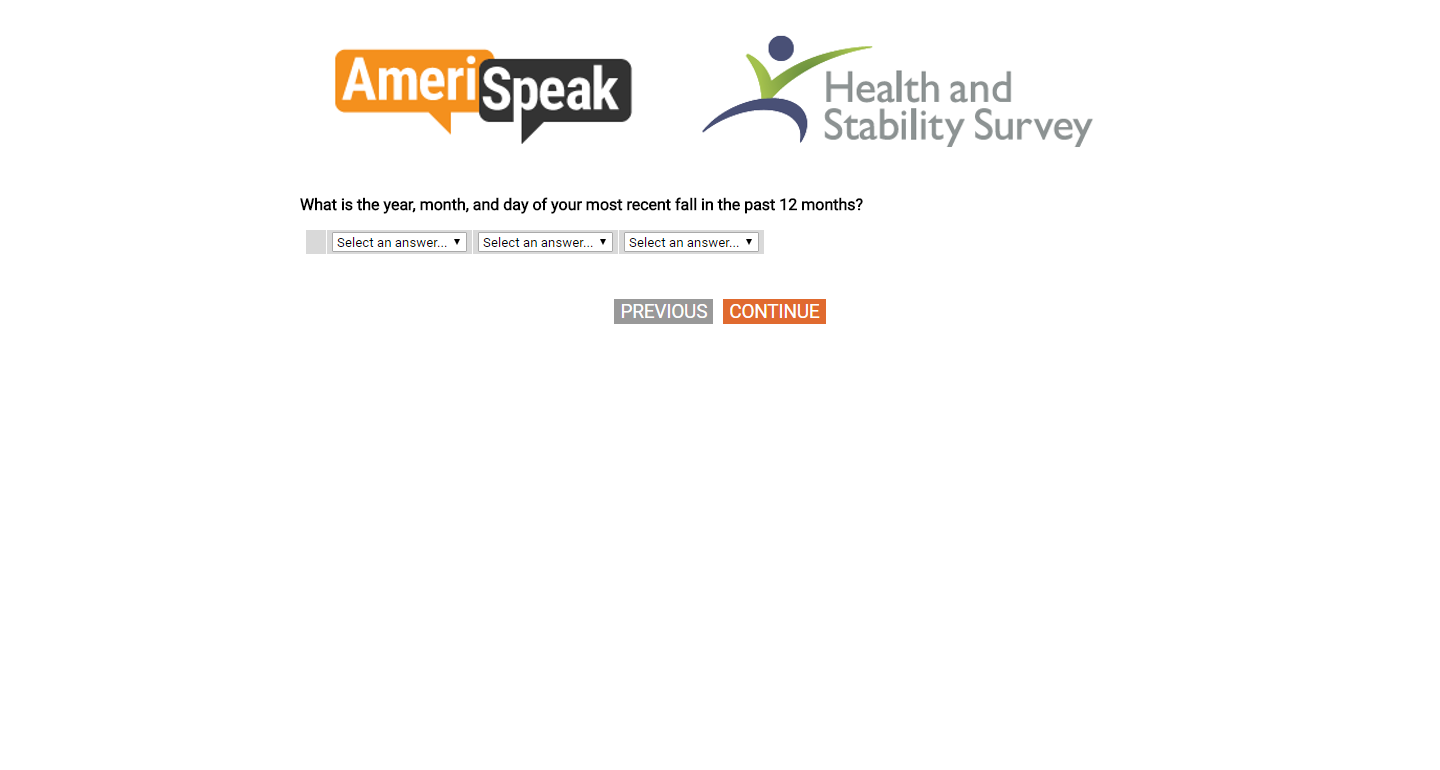 AmeriSpeak
Health and
Stability Survey
What is the year, month, and day of your most recent fall in the past 12 months?
Select an answer... Select an answer... Select an answer...
PREVIOUS CONTINUE